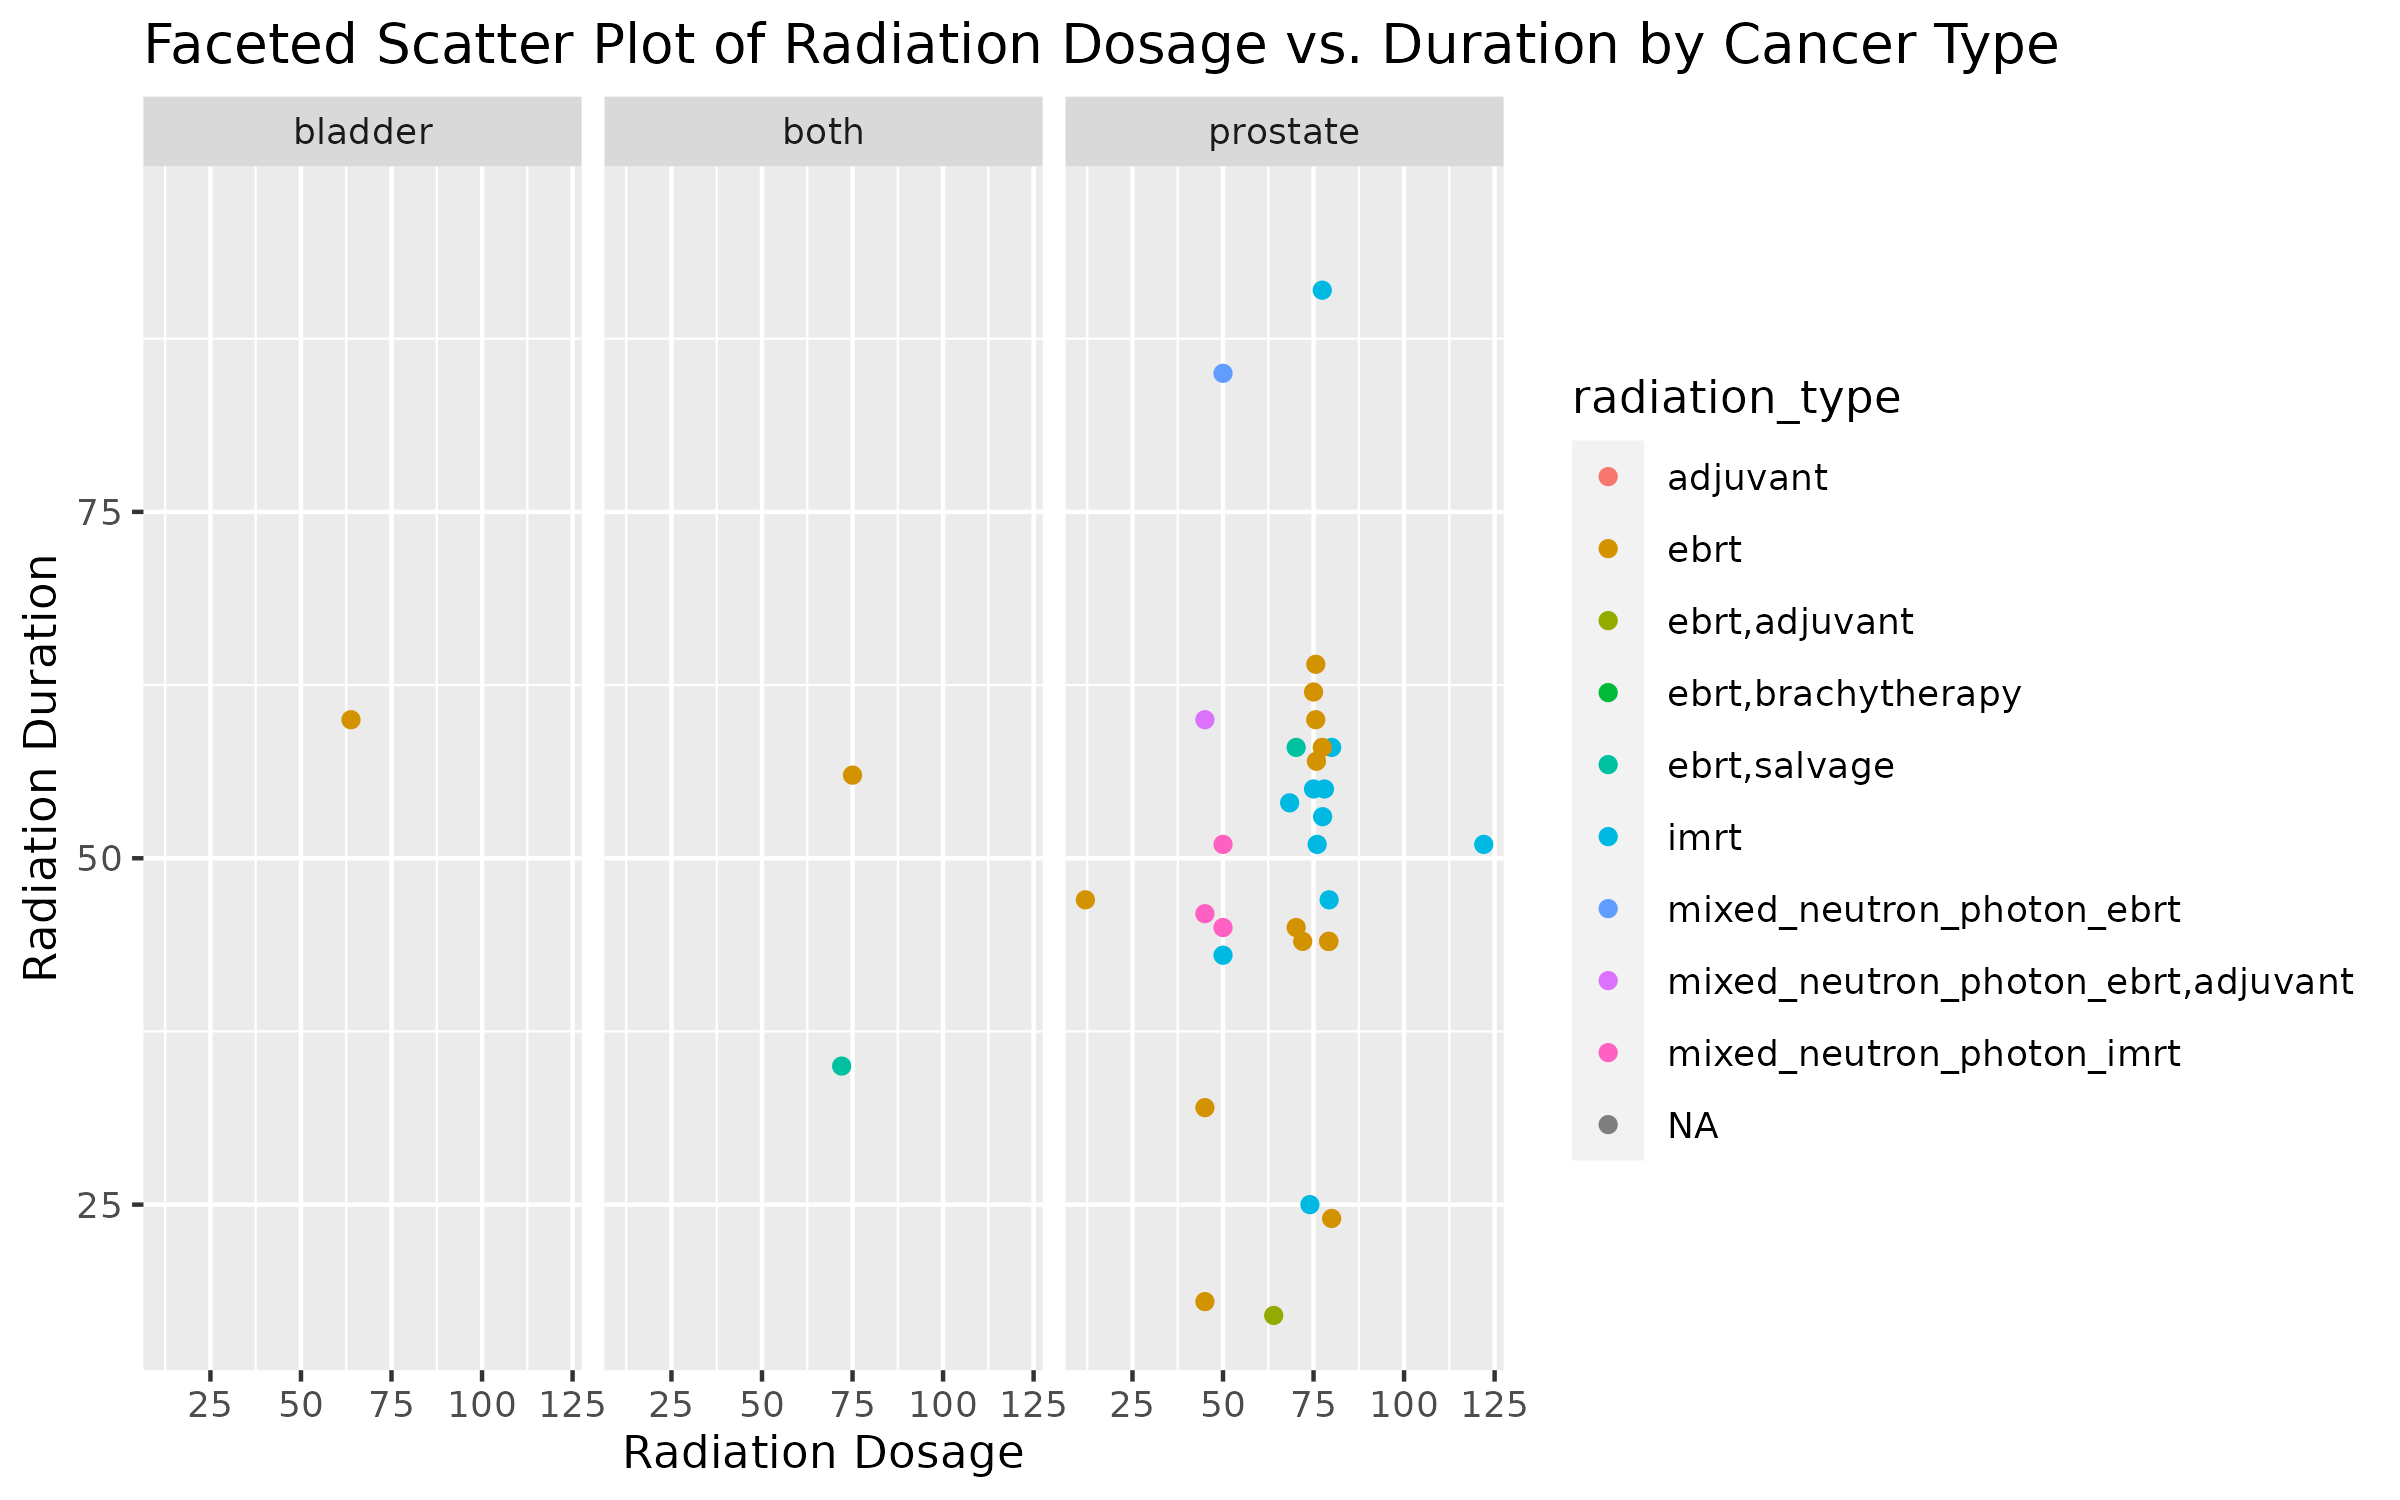 Faceted Scatter Plot of Radiation Dosage vs. Duration by Cancer Type
bladder
both
prostate
Radiation Duration
75
50
25
25 50 75 100 125
25 50 75 100 125
25 50 75 100 125
Radiation Dosage
radiation_type
adjuvant
ebrt
ebrt,adjuvant
ebrt,brachytherapy
ebrt,salvage
imrt
mixed_neutron_photon_ebrt
mixed_neutron_photon_ebrt,adjuvant
mixed_neutron_photon_imrt
NA